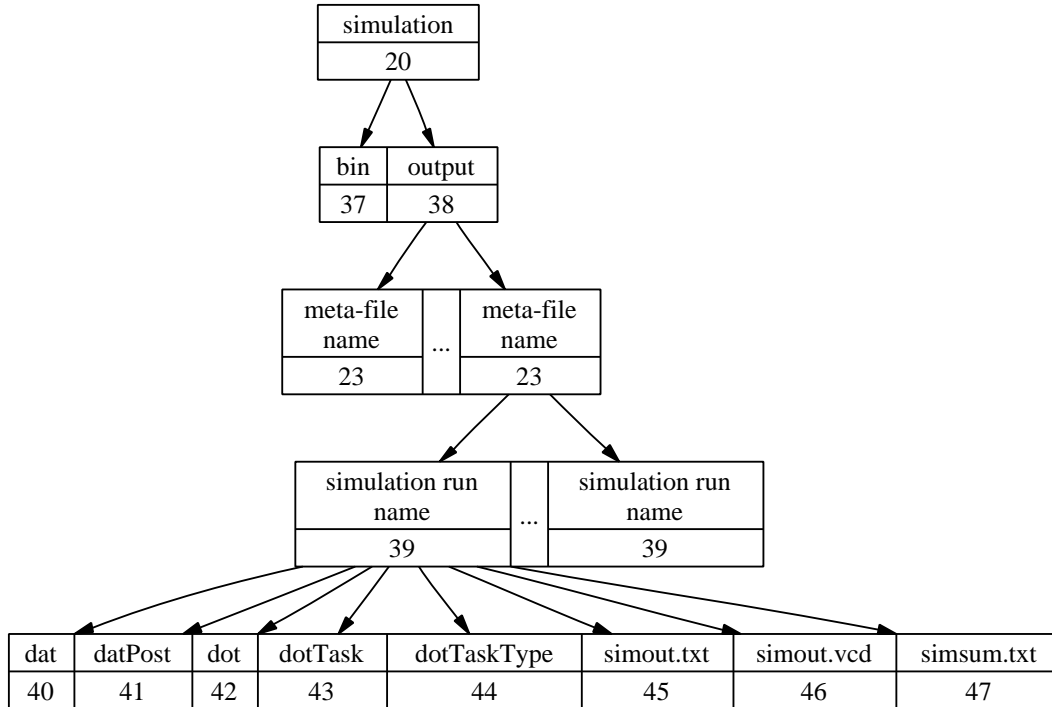 simulation
20
bin output
37 38
meta-file meta-file
name ... name
23 23
simulation run simulation run
name ... name
39 39
dat datPost dot dotTask dotTaskType simout.txt simout.vcd simsum.txt
40 41 42 43 44 45 46 47